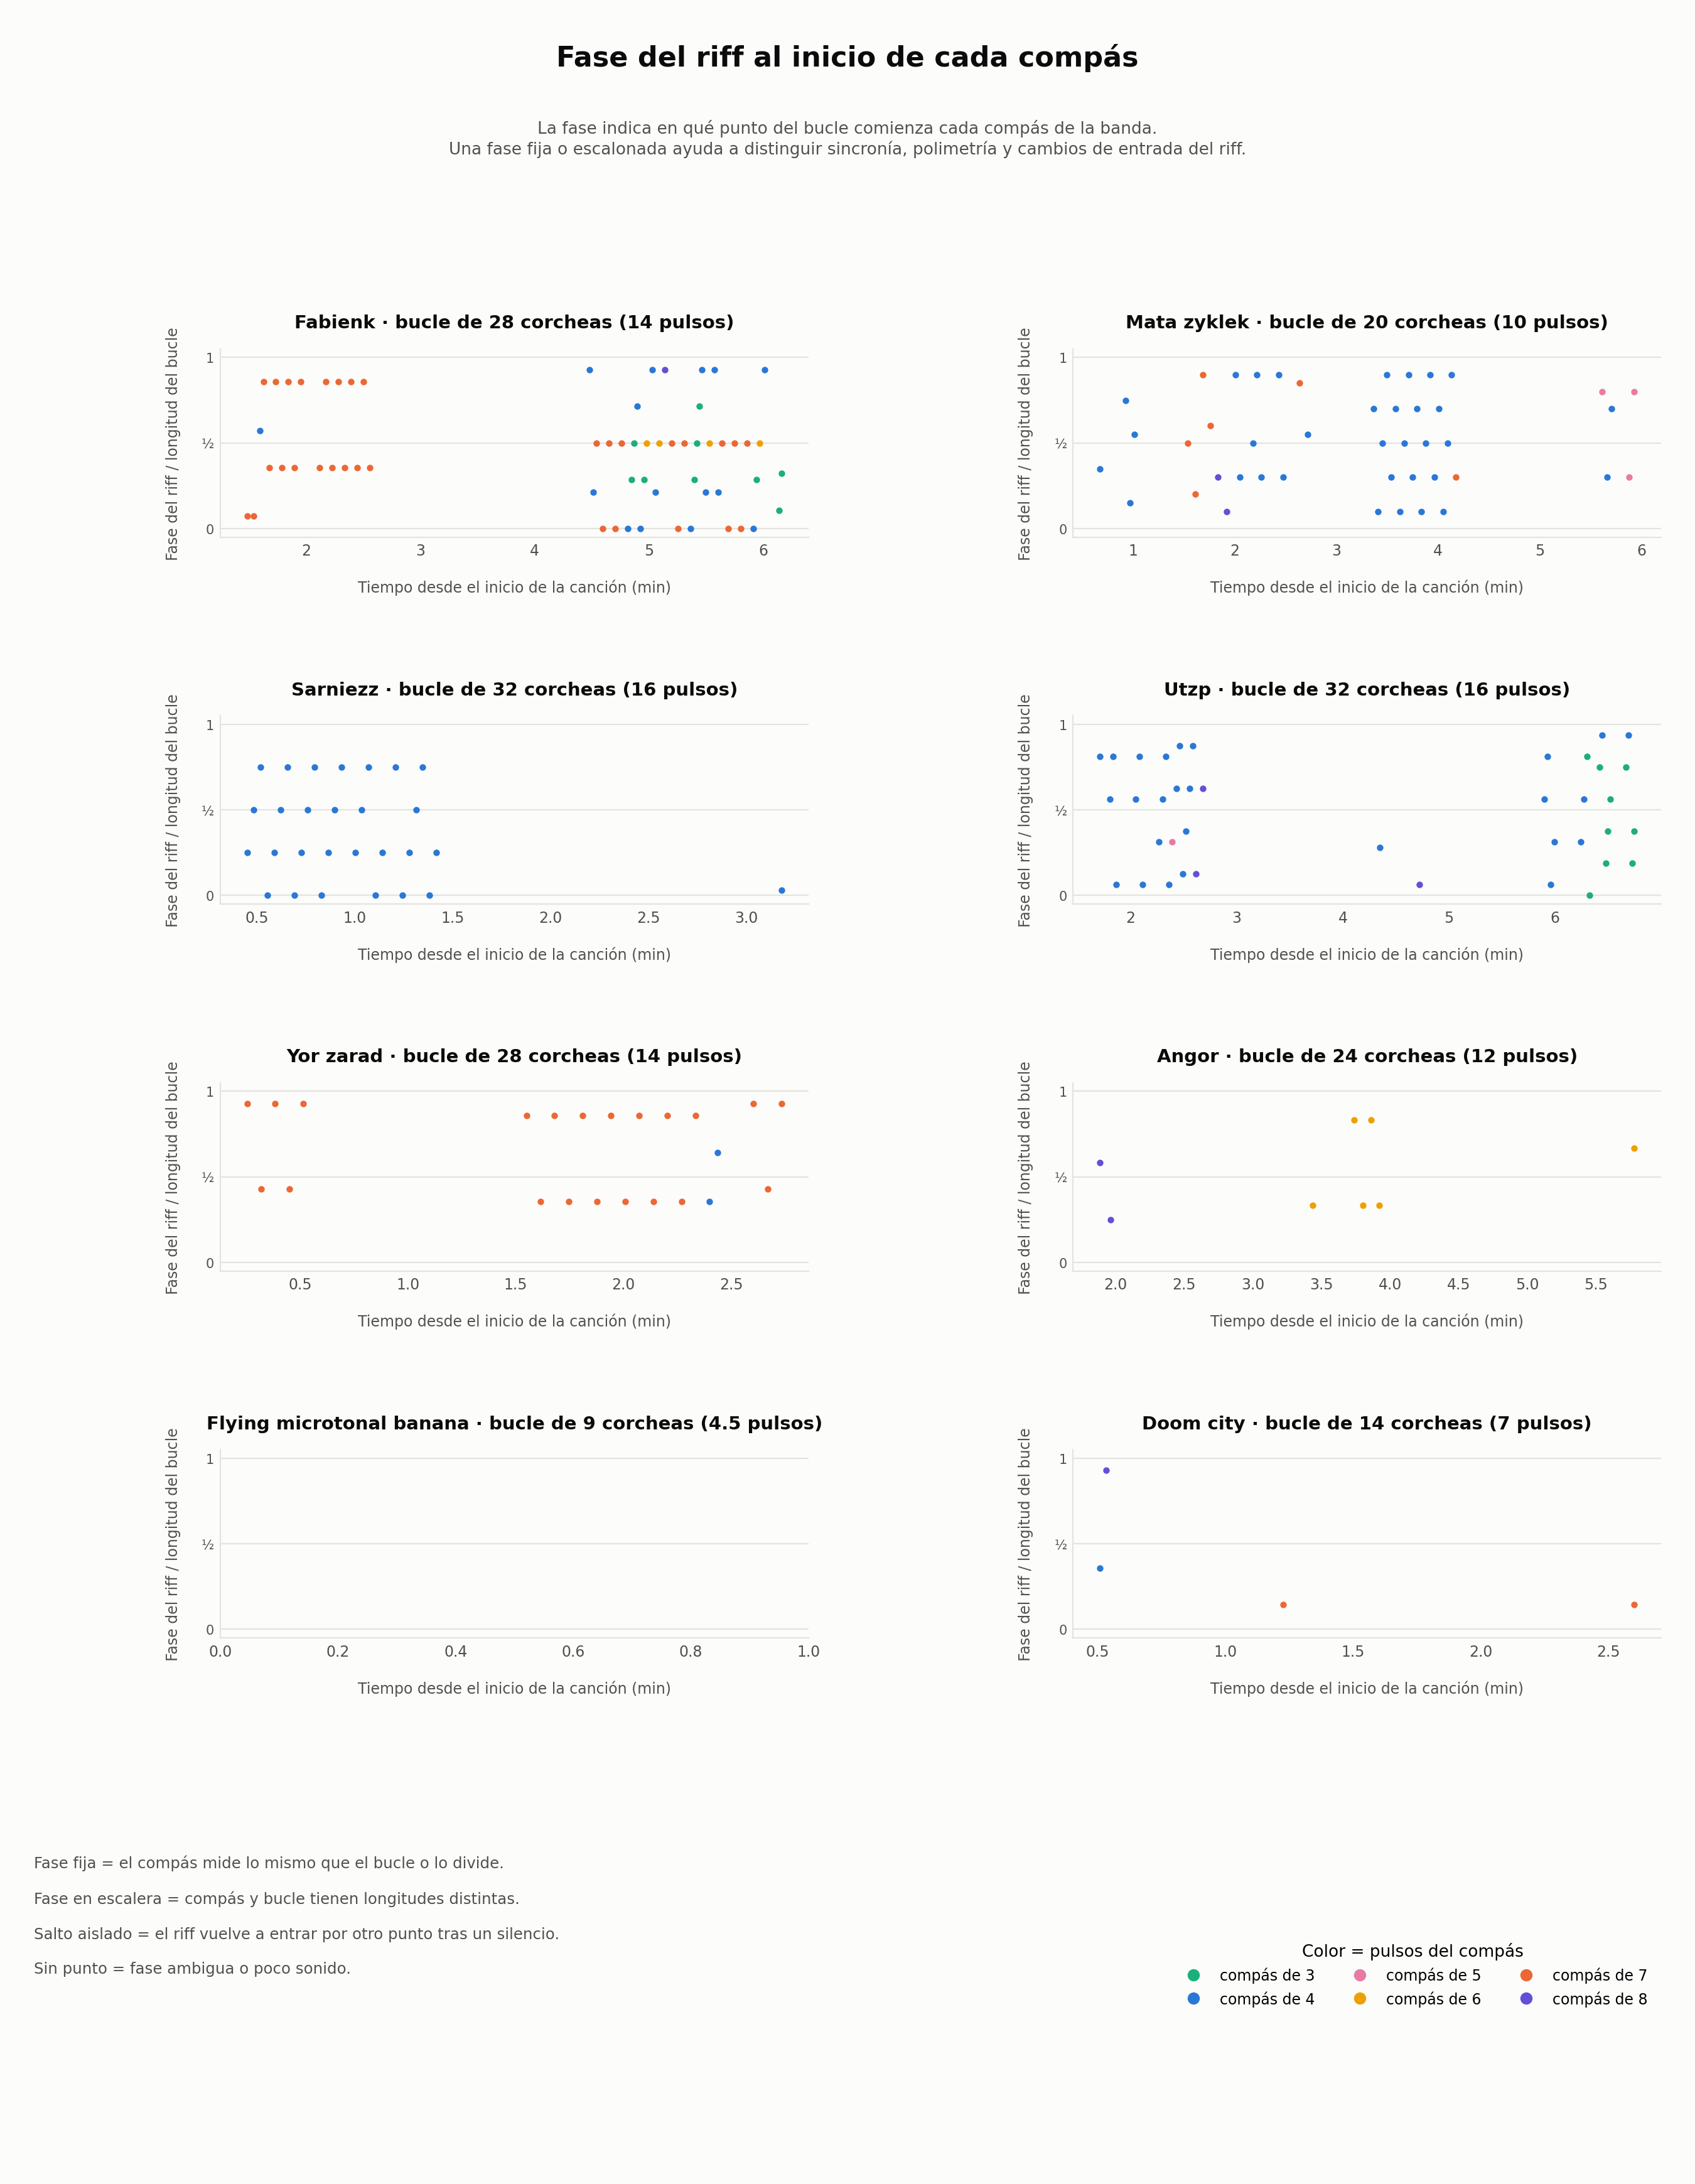 Fase del riff al inicio de cada compás
La fase indica en qué punto del bucle comienza cada compás de la banda.
Una fase fija o escalonada ayuda a distinguir sincronía, polimetría y cambios de entrada del riff.
Fabienk · bucle de 28 corcheas (14 pulsos)
Fase del riff / longitud del bucle
1
½
0
2 3 4 5 6
Tiempo desde el inicio de la canción (min)
Mata zyklek · bucle de 20 corcheas (10 pulsos)
Fase del riff / longitud del bucle
1
½
0
1 2 3 4 5 6
Tiempo desde el inicio de la canción (min)
Sarniezz · bucle de 32 corcheas (16 pulsos)
Fase del riff / longitud del bucle
1
½
0
0.5 1.0 1.5 2.0 2.5 3.0
Tiempo desde el inicio de la canción (min)
Utzp · bucle de 32 corcheas (16 pulsos)
Fase del riff / longitud del bucle
1
½
0
2 3 4 5 6
Tiempo desde el inicio de la canción (min)
Yor zarad · bucle de 28 corcheas (14 pulsos)
Fase del riff / longitud del bucle
1
½
0
0.5 1.0 1.5 2.0 2.5
Tiempo desde el inicio de la canción (min)
Angor · bucle de 24 corcheas (12 pulsos)
Fase del riff / longitud del bucle
1
½
0
2.0 2.5 3.0 3.5 4.0 4.5 5.0 5.5
Tiempo desde el inicio de la canción (min)
Flying microtonal banana · bucle de 9 corcheas (4.5 pulsos)
Fase del riff / longitud del bucle
1
½
0
0.0 0.2 0.4 0.6 0.8 1.0
Tiempo desde el inicio de la canción (min)
Doom city · bucle de 14 corcheas (7 pulsos)
Fase del riff / longitud del bucle
1
½
0
0.5 1.0 1.5 2.0 2.5
Tiempo desde el inicio de la canción (min)
Fase fija = el compás mide lo mismo que el bucle o lo divide.
Fase en escalera = compás y bucle tienen longitudes distintas.
Salto aislado = el riff vuelve a entrar por otro punto tras un silencio.
Sin punto = fase ambigua o poco sonido.
Color = pulsos del compás
compás de 3 compás de 5 compás de 7
compás de 4 compás de 6 compás de 8